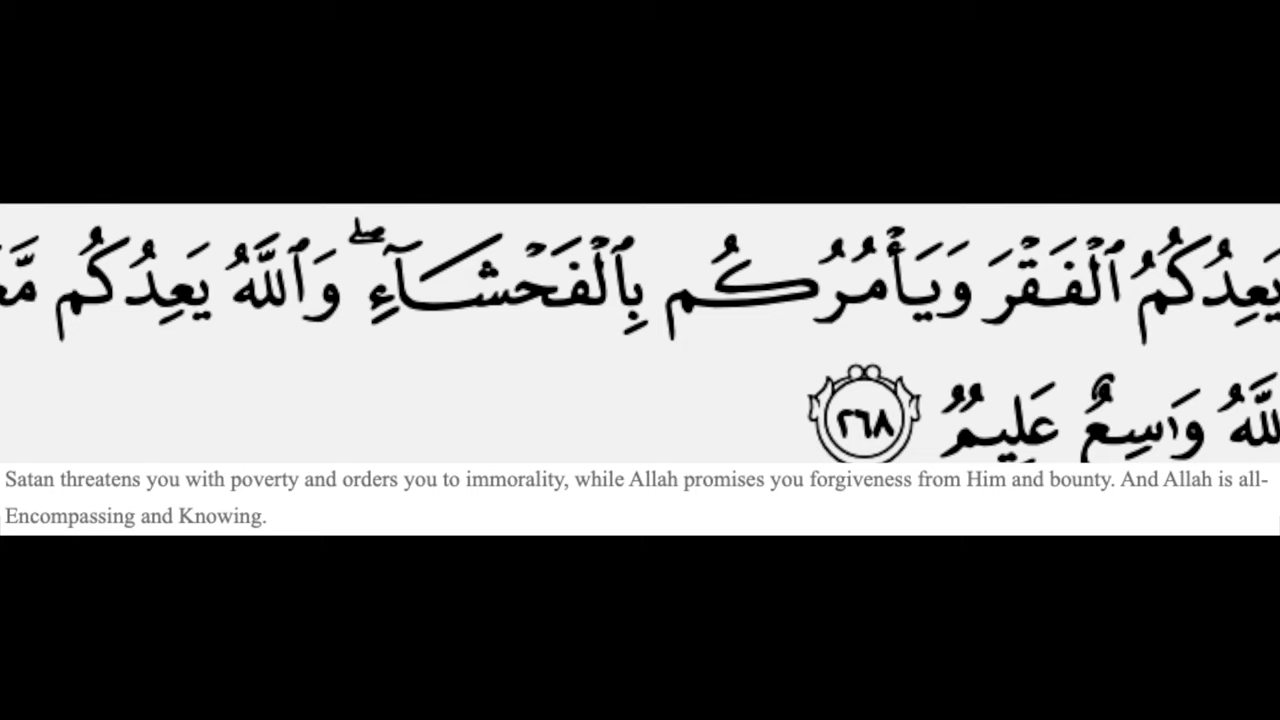 يَعِدُكُمُ ٱلْفَقْرَ وَيَأْمُرُكُم بِٱلْفَحْشَآءِ ۖ وَٱللَّهُ يَعِدُكُم
وَٰسِعٌ عَلِيمٌ ٢٦٨
Satan threatens you with poverty and orders you to immorality, while Allah promises you forgiveness from Him and bounty. And Allah is all-
Encompassing and Knowing.